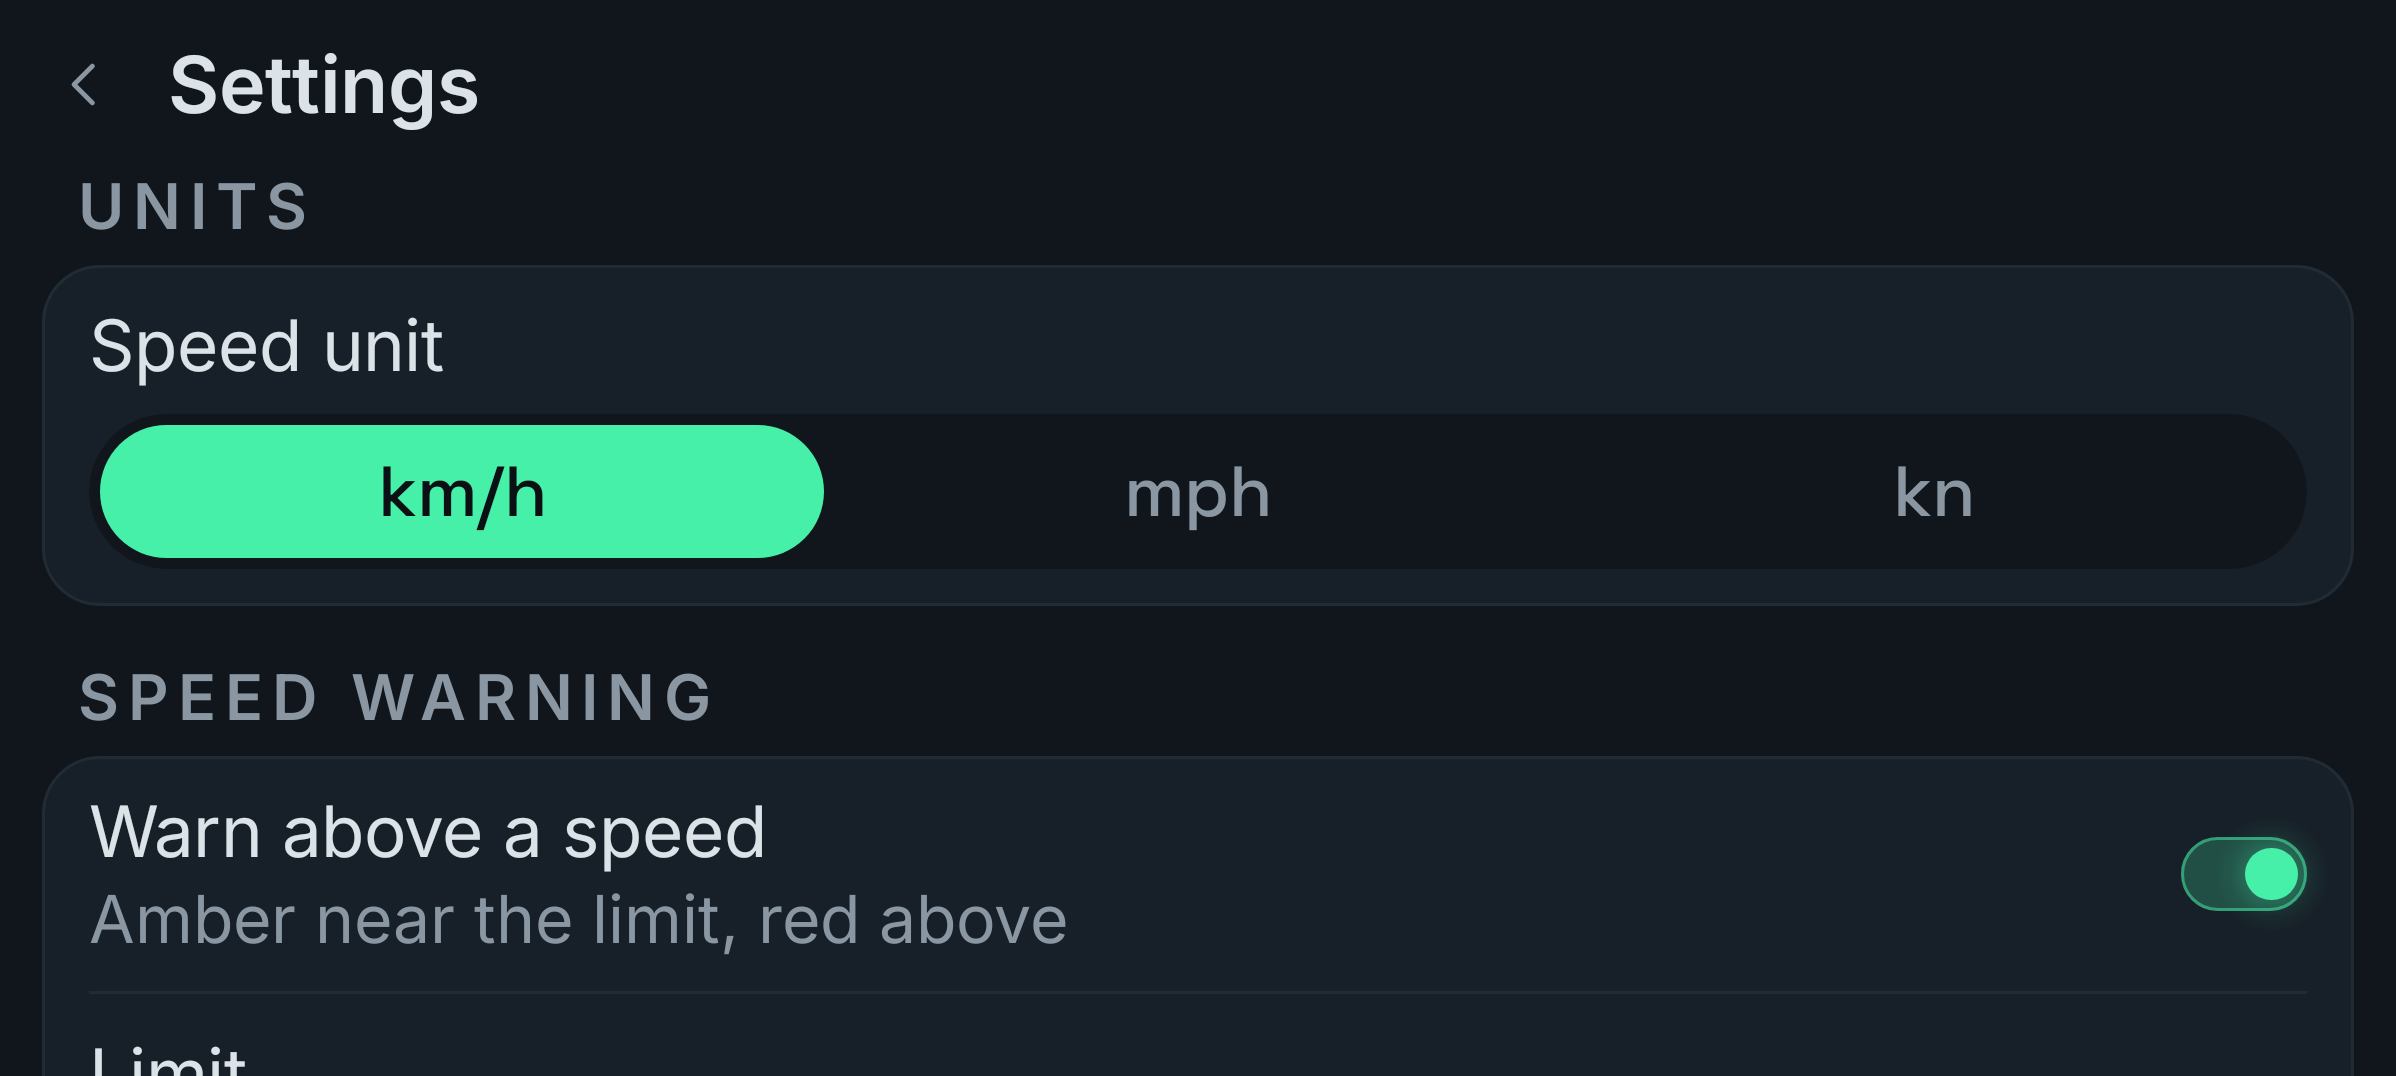 Settings
UNITS
Speed unit
km/h mph kn
SPEED WARNING
Warn above a speed
Amber near the limit, red above
Limit